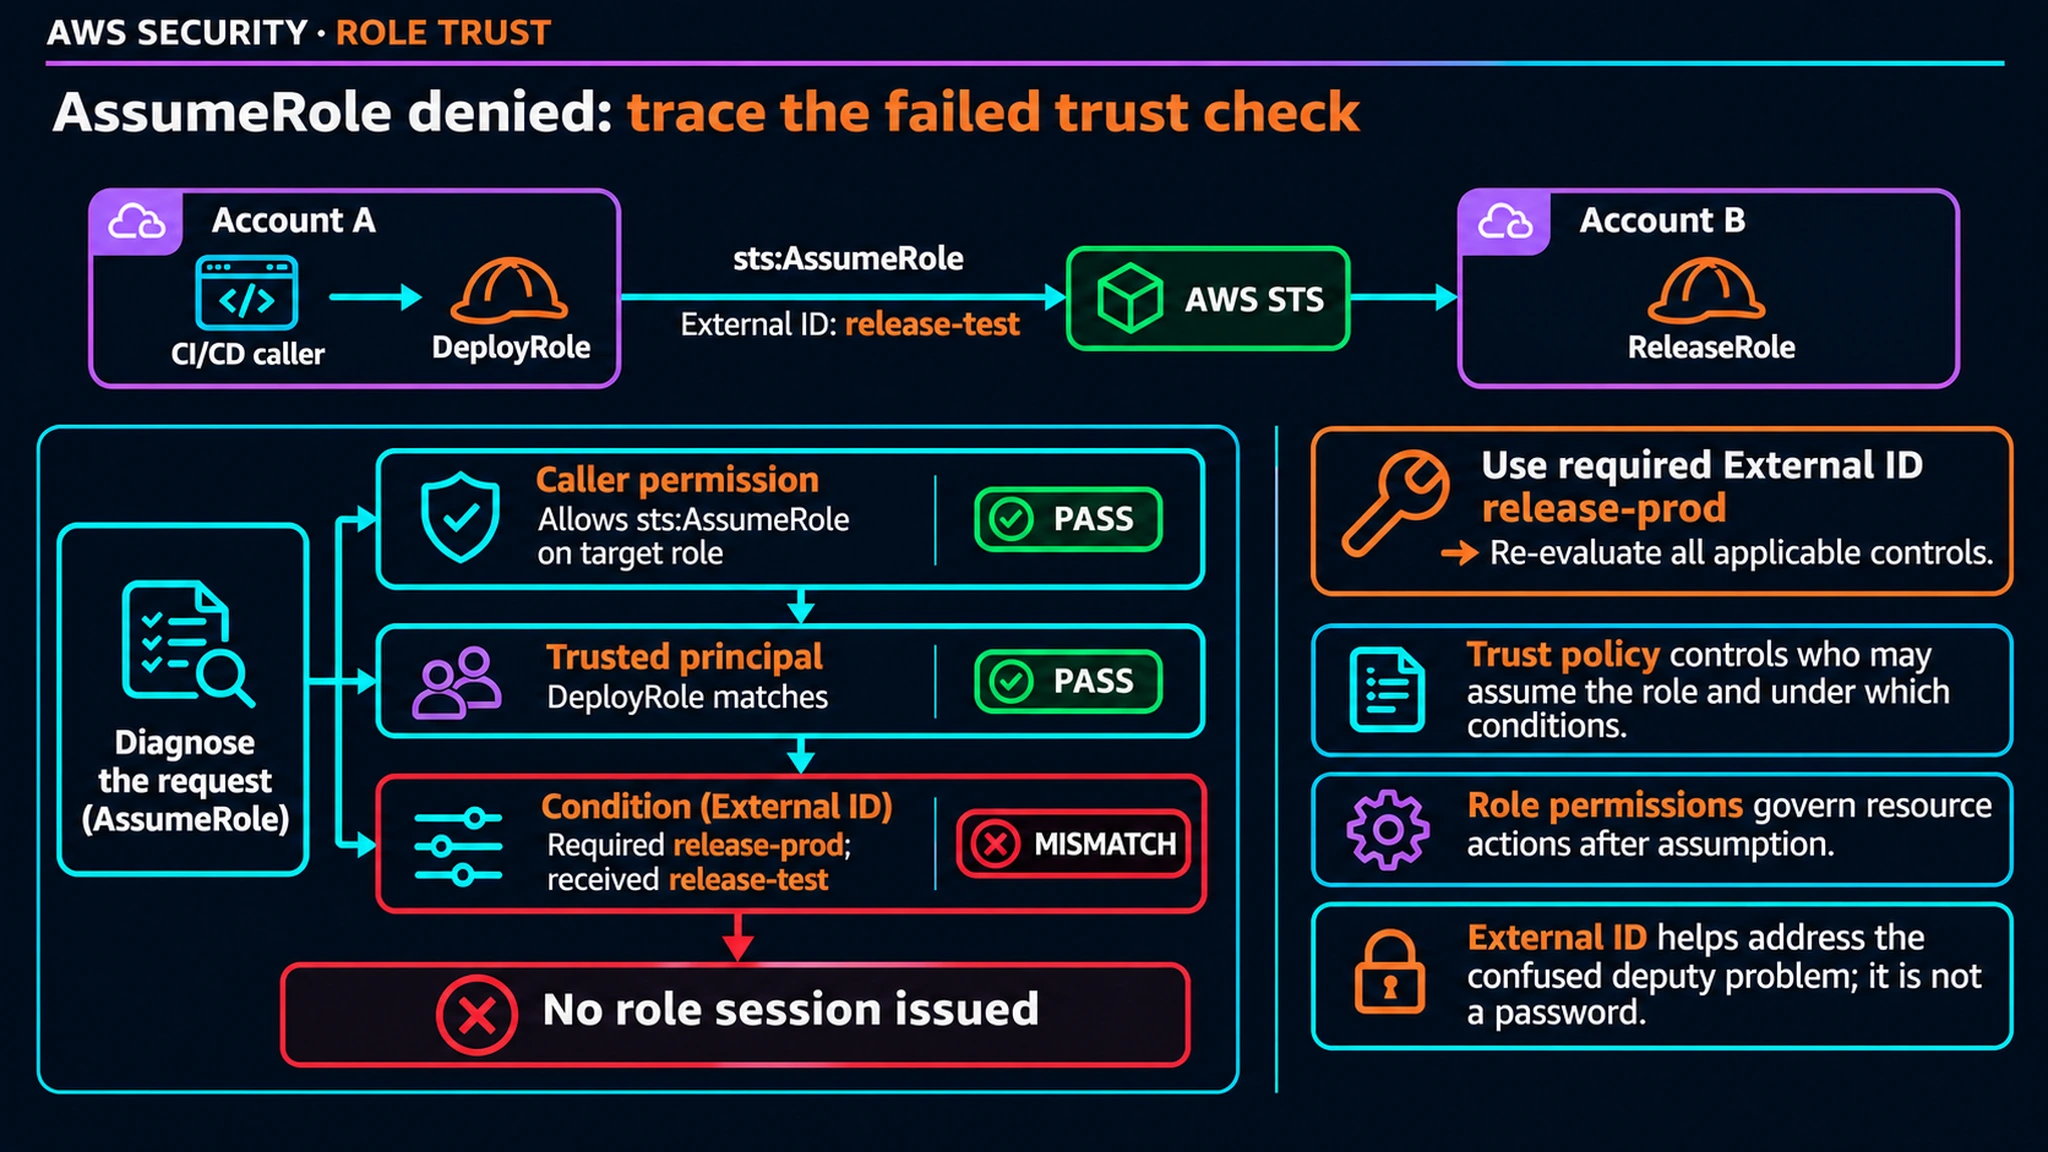 AWS SECURITY · ROLE TRUST
AssumeRole denied: trace the failed trust check
Account A
CI/CD caller
DeployRole
sts:AssumeRole
External ID: release-test
AWS STS
Account B
ReleaseRole
Diagnose
the request
(AssumeRole)
Caller permission
Allows sts:AssumeRole
on target role
PASS
Trusted principal
DeployRole matches
PASS
Condition (External ID)
Required release-prod;
received release-test
MISMATCH
No role session issued
Use required External ID
release-prod
→ Re-evaluate all applicable controls.
Trust policy controls who may
assume the role and under which
conditions.
Role permissions govern resource
actions after assumption.
External ID helps address the
confused deputy problem; it is not
a password.